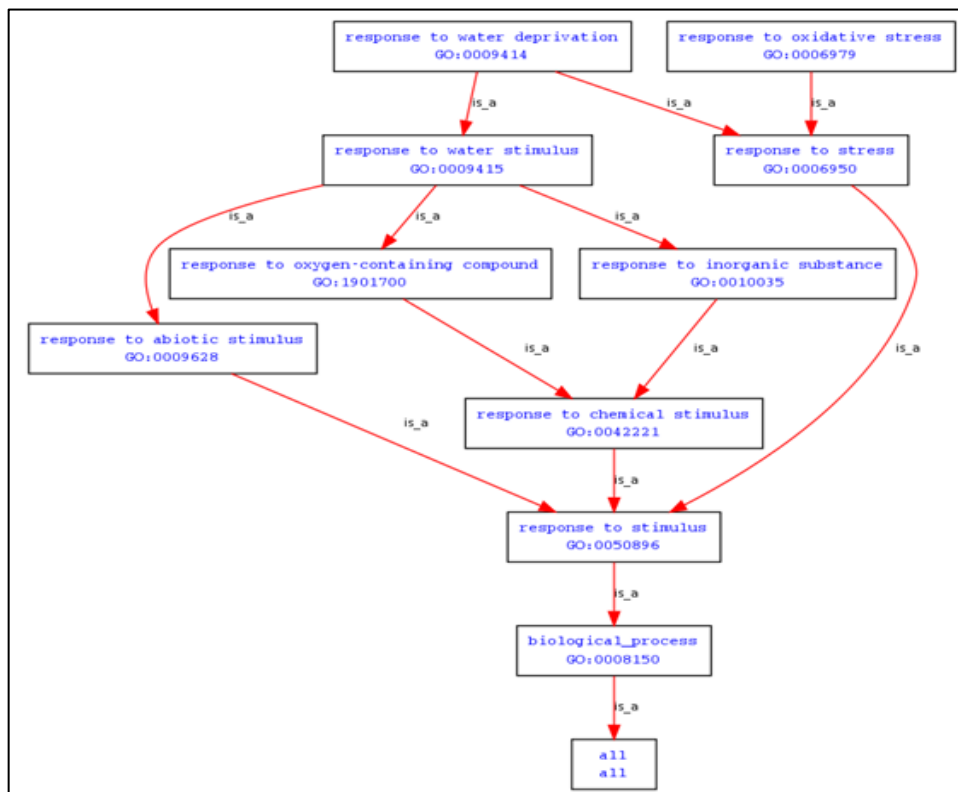 response to water deprivation
GO:0009414
response to oxidative stress
GO:0006979
is_a
is_a
is_a
response to water stimulus
GO:0009415
response to stress
GO:0006950
is_a
is_a
is_a
response to oxygen-containing compound
GO:1901700
response to inorganic substance
GO:0010035
response to abiotic stimulus
GO:0009628
is_a
is_a
is_a
response to chemical stimulus
GO:0042221
is_a
is_a
response to stimulus
GO:0050896
is_a
biological_process
GO:0008150
is_a
all
all